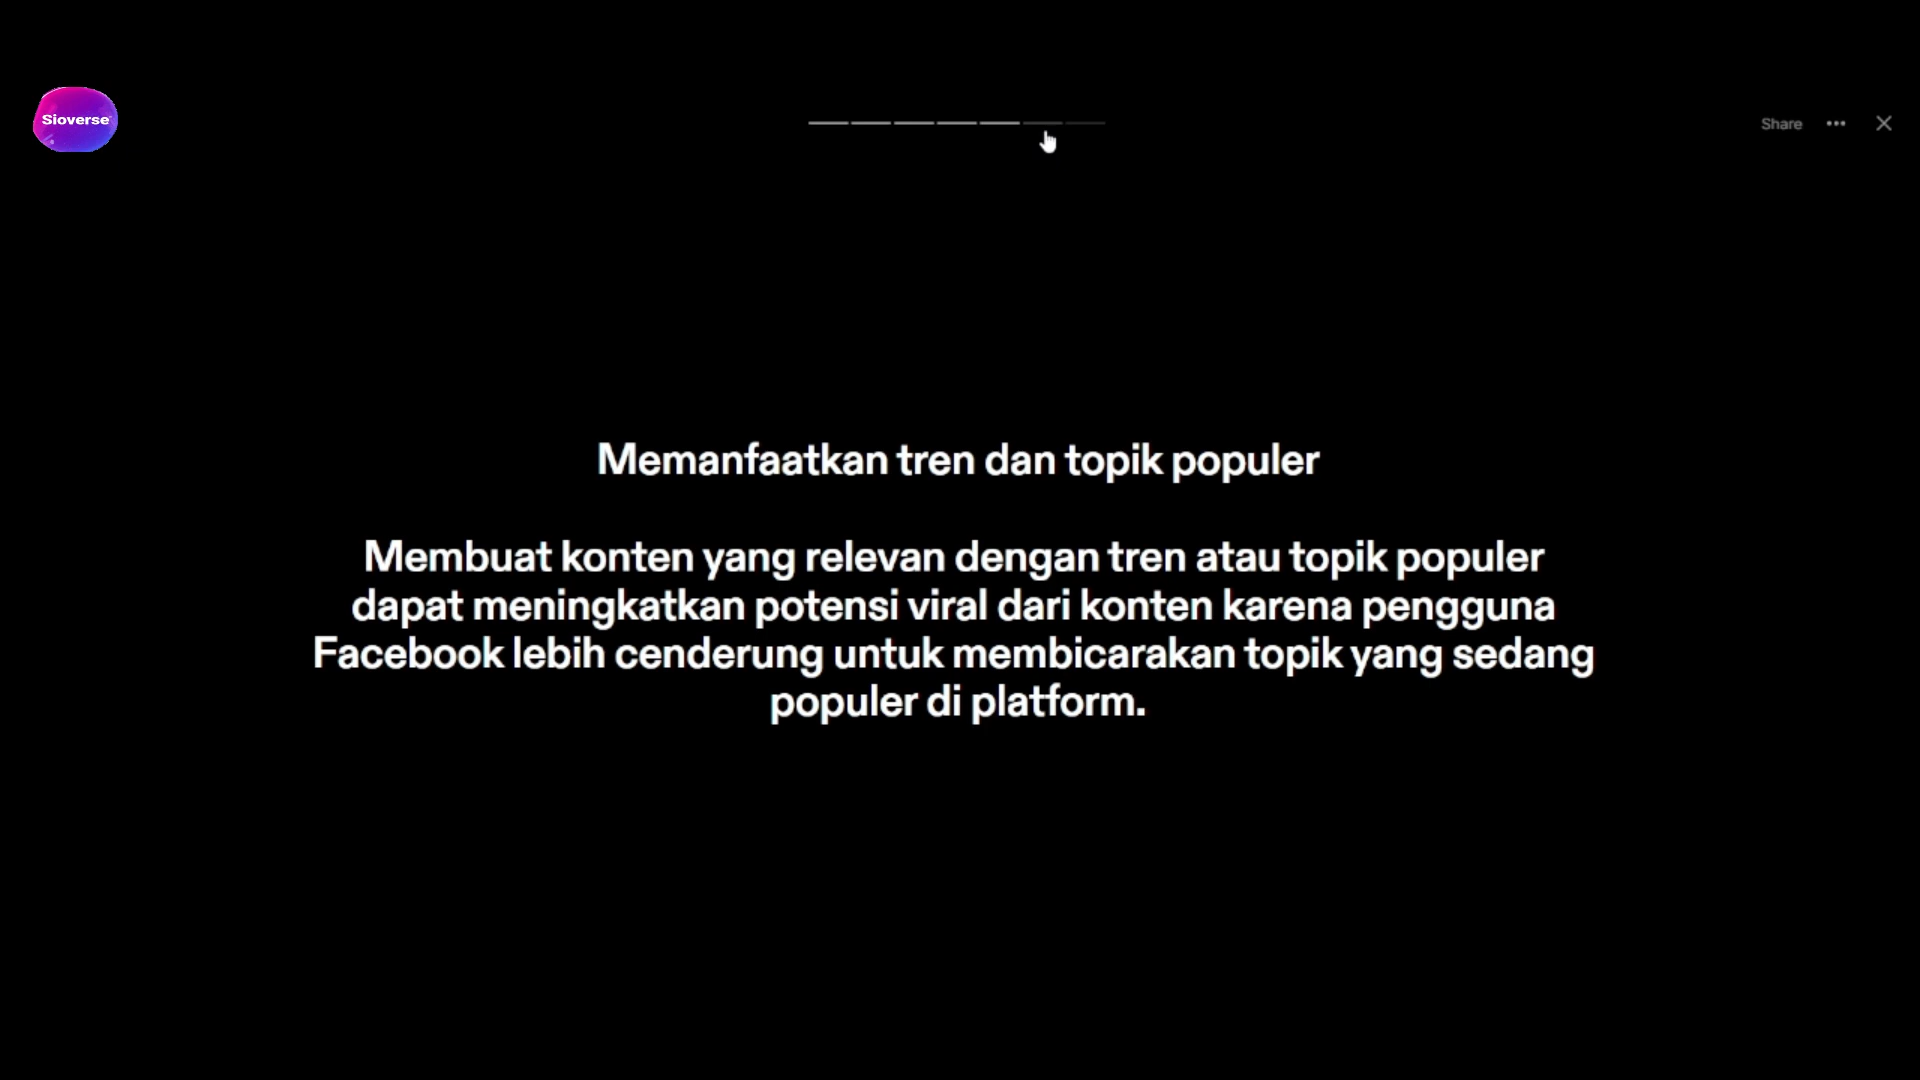 Sioverse
Share
Memanfaatkan tren dan topik populer
Membuat konten yang relevan dengan tren atau topik populer
dapat meningkatkan potensi viral dari konten karena pengguna
Facebook lebih cenderung untuk membicarakan topik yang sedang
populer di platform.